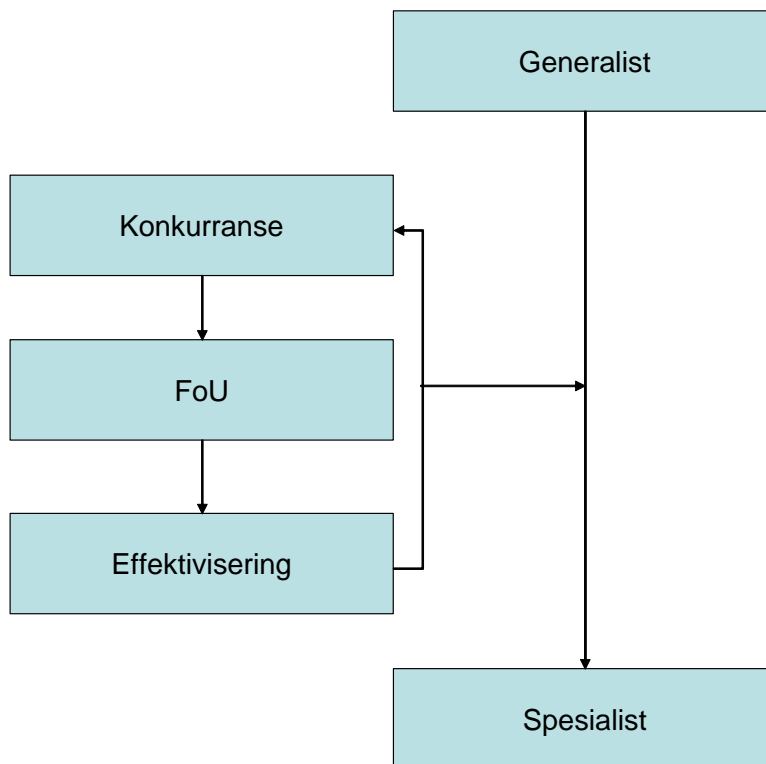 Generalist
Konkurranse
FoU
Effektivisering
Spesialist